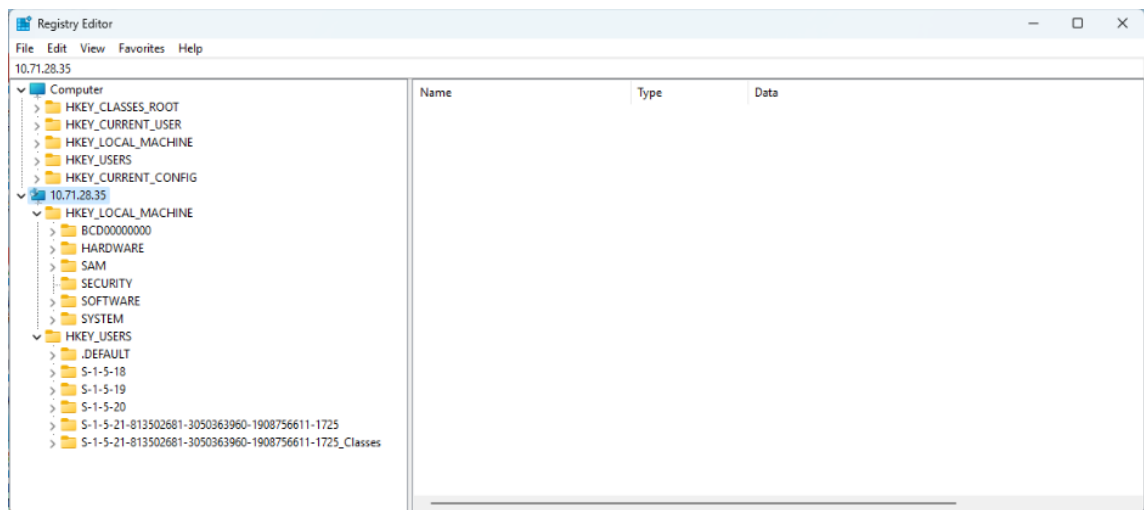 Registry Editor
File Edit View Favorites Help
10.71.28.35
Computer
HKEY_CLASSES_ROOT
HKEY_CURRENT_USER
HKEY_LOCAL_MACHINE
HKEY_USERS
HKEY_CURRENT_CONFIG
10.71.28.35
HKEY_LOCAL_MACHINE
BCD00000000
HARDWARE
SAM
SECURITY
SOFTWARE
SYSTEM
HKEY_USERS
.DEFAULT
S-1-5-18
S-1-5-19
S-1-5-20
S-1-5-21-813502681-3050363960-1908756611-1725
S-1-5-21-813502681-3050363960-1908756611-1725_Classes
Name Type Data